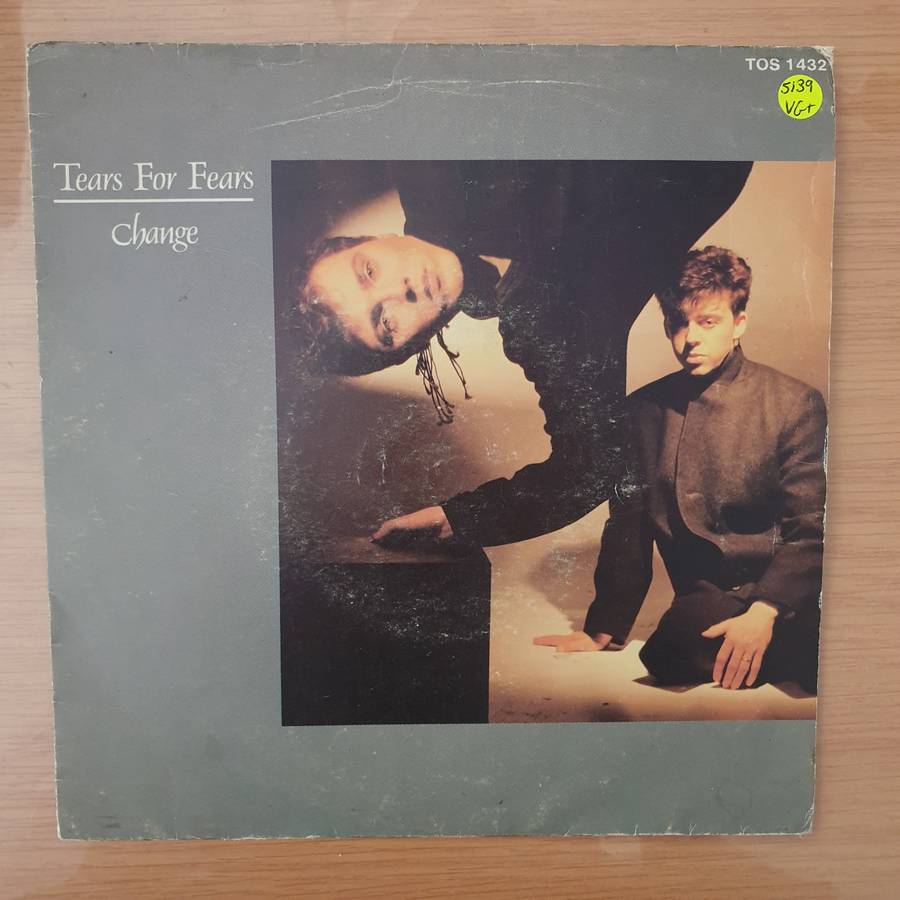 TOS 1432
5139
VG+
Tears For Fears
Change